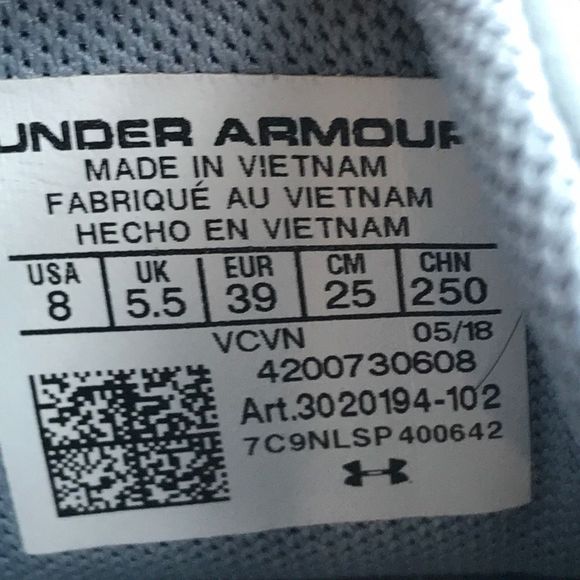 UNDER ARMOUR
MADE IN VIETNAM
FABRIQUÉ AU VIETNAM
HECHO EN VIETNAM
USA UK EUR CM CHN
8 5.5 39 25 250
VCVN 05/18
4200730608
Art.3020194-102
7C9NLSP 400642